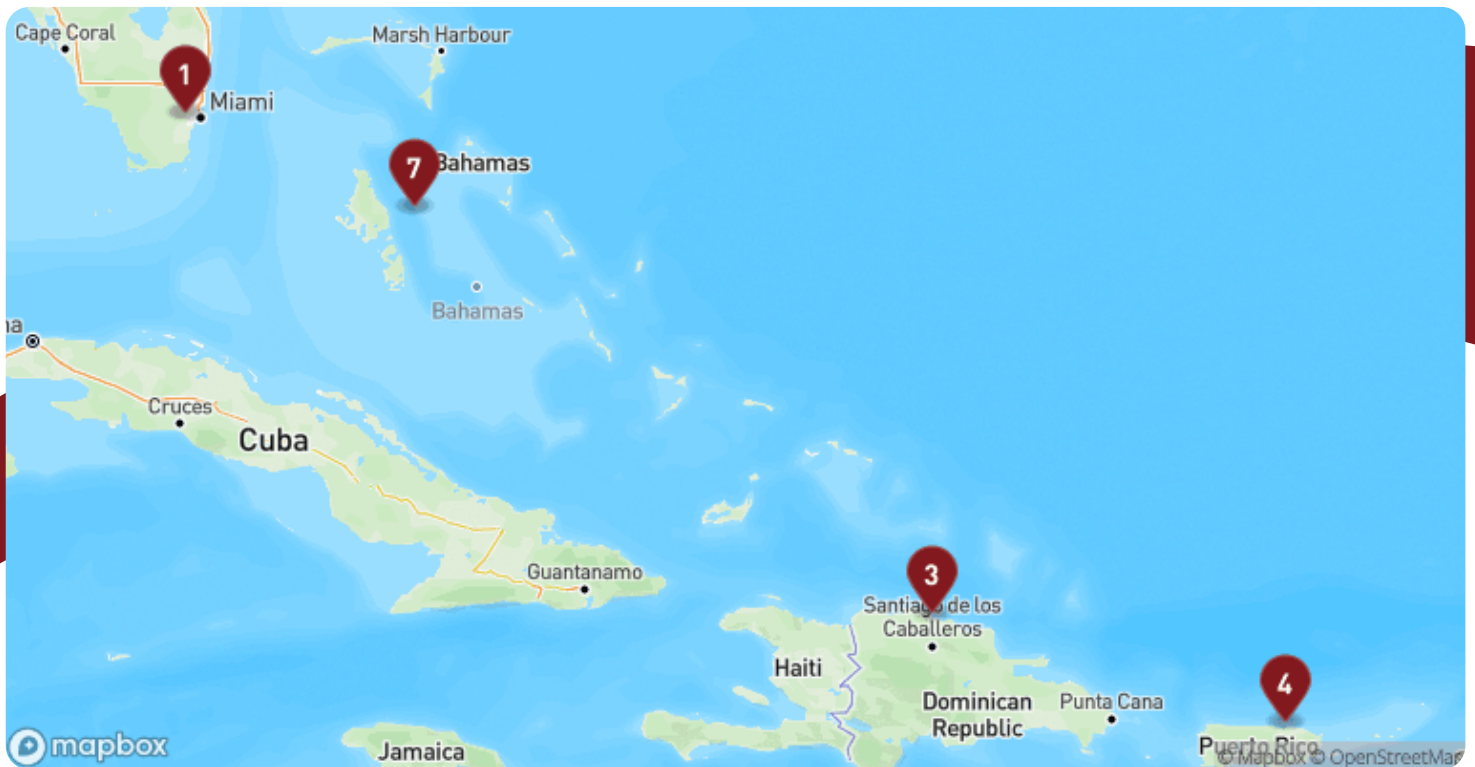 Cape Coral
Marsh Harbour
1
Miami
7
Bahamas
Bahamas
na
Cruces
Cuba
Guantanamo
3
Santiago de los
Caballeros
Haiti
4
Dominican
Republic
Punta Cana
Puerto Rico
mapbox
Jamaica
© Mapbox © OpenStreetMap